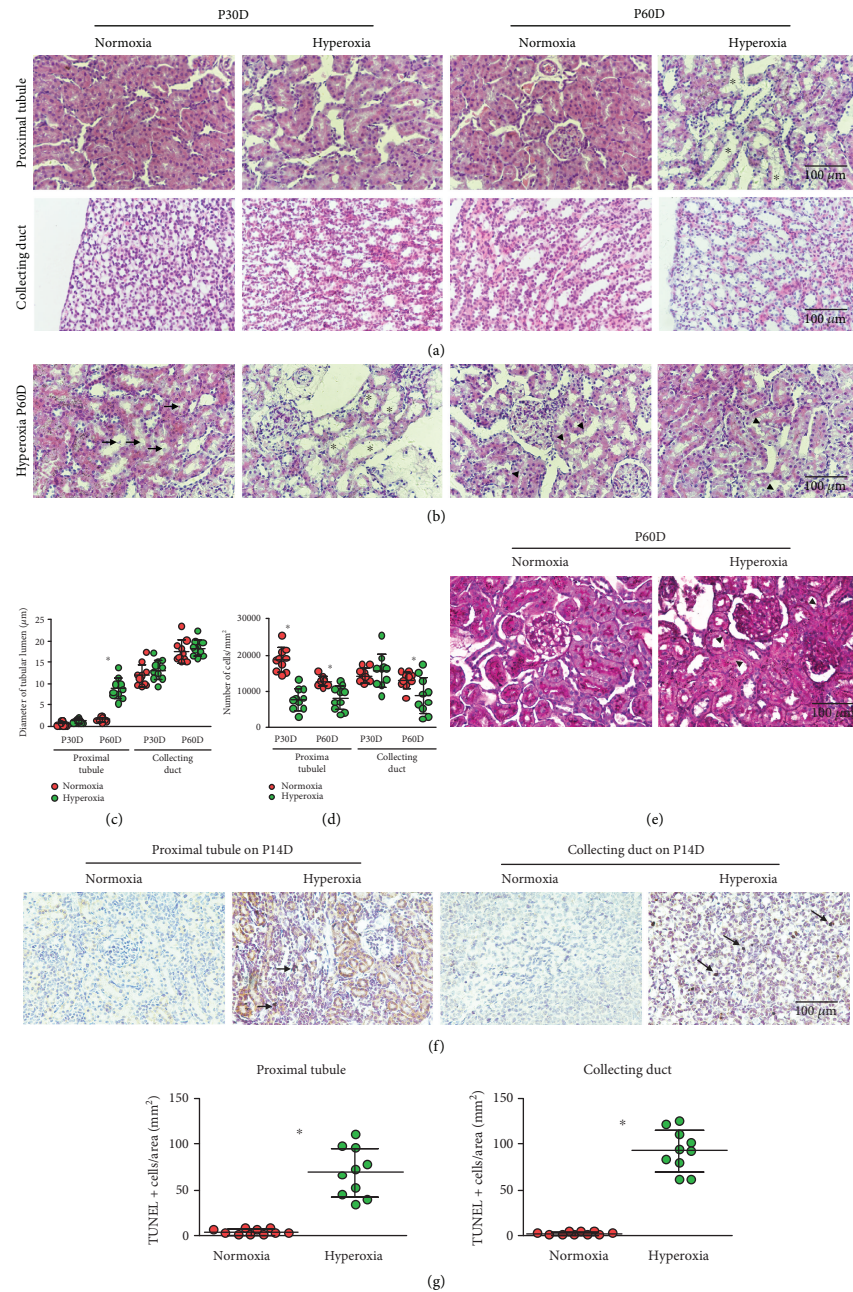 P30D P60D
Normoxia Hyperoxia Normoxia Hyperoxia
Proximal tubule
*
*
*
100 μm
Collecting duct
100 μm
(a)
Hyperoxia P60D
*
*
*
*
*
100 μm
(b)
Diameter of tubular lumen (μm)
25
20
15
10
5
0
*
P30D P60D P30D P60D
Proximal
tubule
Collecting
duct
Normoxia
Hyperoxia
(c)
Number of cells/ mm²
30000
20000
10000
0
*
*
*
P30D P60D P30D P60D
Proxima
tubulel
Collecting
duct
Normoxia
Hyperoxia
(d)
P60D
Normoxia Hyperoxia
100 μm
(e)
Proximal tubule on P14D Collecting duct on P14D
Normoxia Hyperoxia Normoxia Hyperoxia
100 μm
(f)
Proximal tubule
TUNEL + cells/area (mm²)
150
100
50
0
*
Normoxia Hyperoxia
Collecting duct
TUNEL + cells/area (mm²)
150
100
50
0
*
Normoxia Hyperoxia
(g)